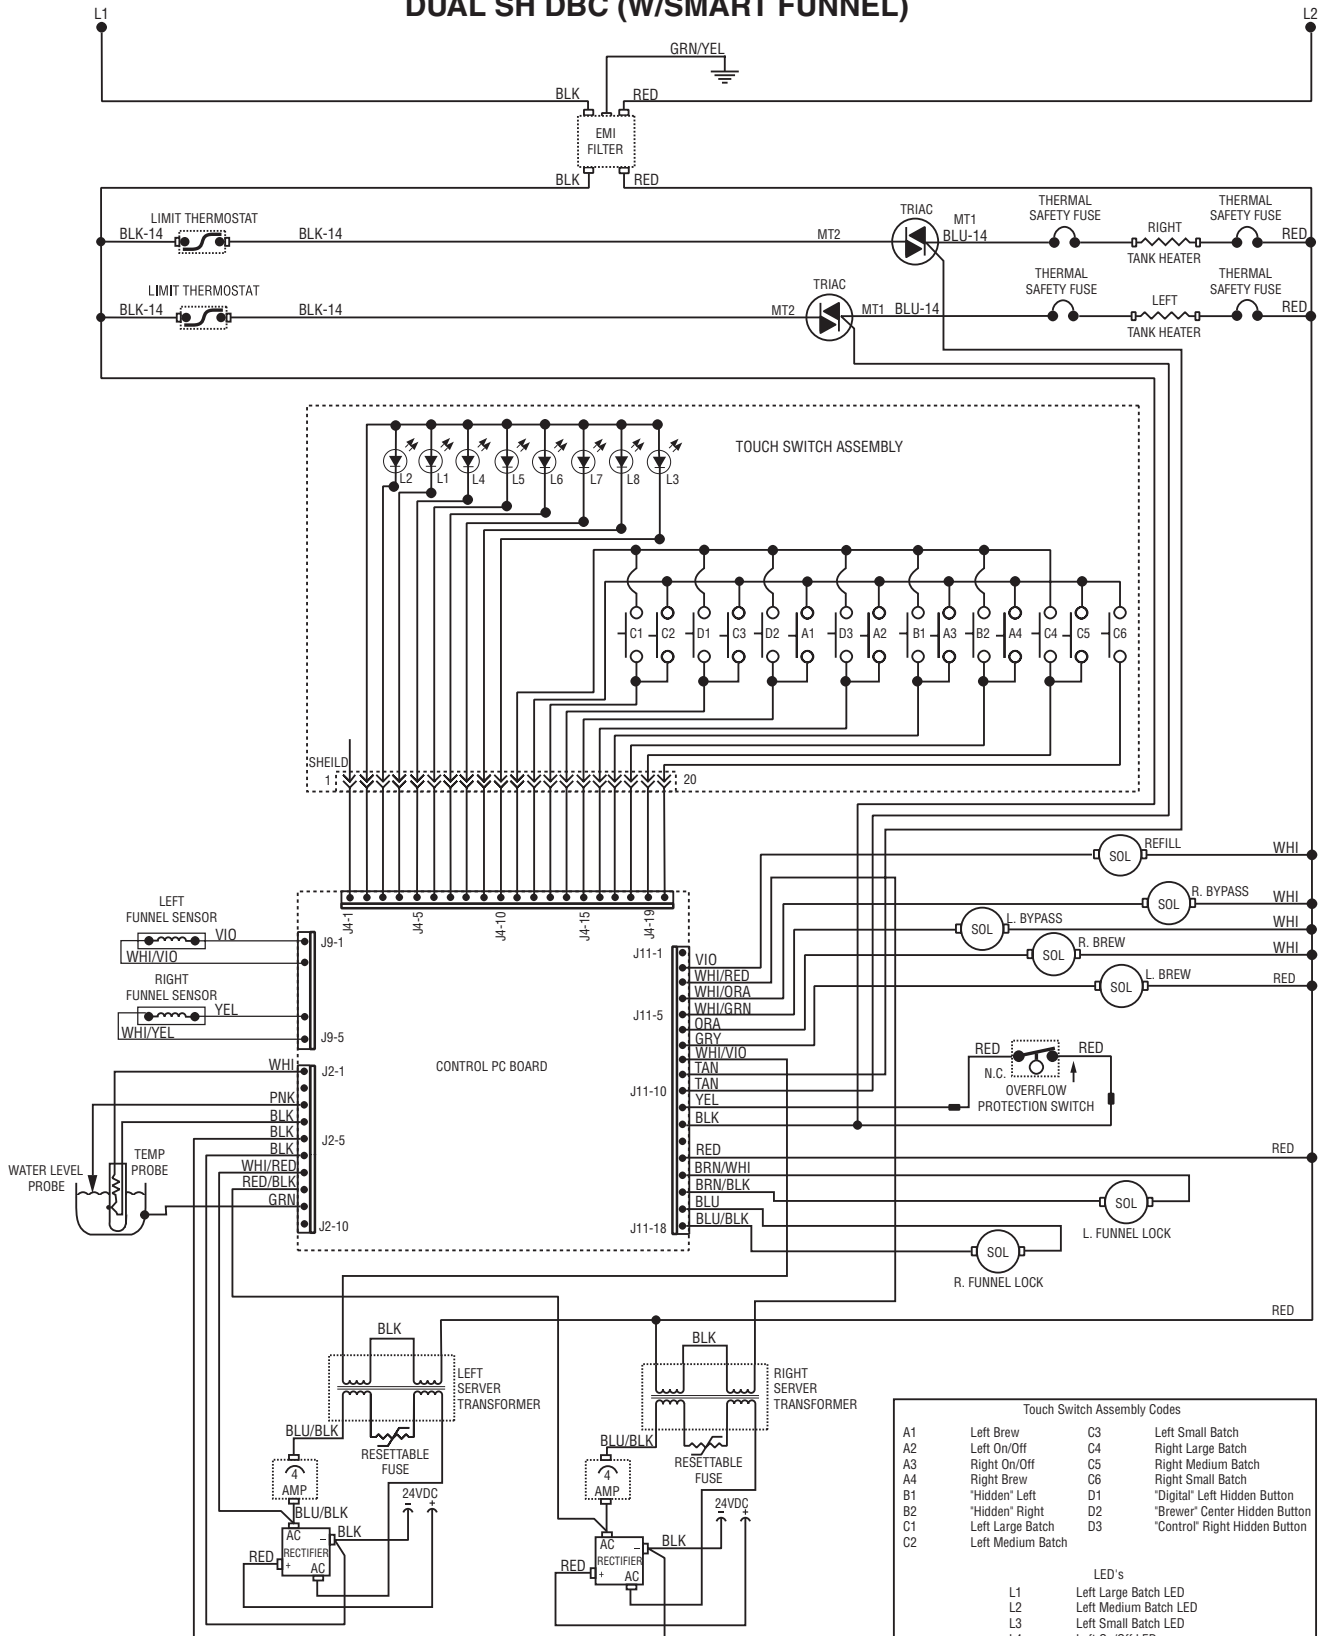 DUAL SH DBC (W/SMART FUNNEL)
L1
L2
GRN/YEL
BLK
RED
EMI
FILTER
BLK
RED
LIMIT THERMOSTAT
BLK-14
BLK-14
MT2
TRIAC
MT1
BLU-14
THERMAL
SAFETY FUSE
RIGHT
TANK HEATER
THERMAL
SAFETY FUSE
RED
LIMIT THERMOSTAT
BLK-14
BLK-14
MT2
TRIAC
MT1
BLU-14
THERMAL
SAFETY FUSE
LEFT
TANK HEATER
THERMAL
SAFETY FUSE
RED
TOUCH SWITCH ASSEMBLY
L2 L1 L4 L5 L6 L7 L8 L3
C1 C2 D1 C3 D2 A1 D3 A2 B1 A3 B2 A4 C4 C5 C6
SHEILD
1
20
J4-1
J4-5
J4-10
J4-15
J4-19
LEFT
FUNNEL SENSOR
VIO
WHI/VIO
J9-1
RIGHT
FUNNEL SENSOR
YEL
WHI/YEL
J9-5
CONTROL PC BOARD
WHI
J2-1
PNK
BLK
BLK
J2-5
BLK
WHI/RED
RED/BLK
GRN
J2-10
WATER LEVEL
PROBE
TEMP
PROBE
J11-1
VIO
WHI/RED
WHI/ORA
WHI/GRN
J11-5
ORA
GRY
WHI/VIO
TAN
TAN
J11-10
YEL
BLK
RED
BRN/WHI
BRN/BLK
BLU
BLU/BLK
J11-18
SOL
REFILL
WHI
SOL
R. BYPASS
WHI
SOL
L. BYPASS
WHI
SOL
R. BREW
WHI
SOL
L. BREW
RED
RED
RED
N.C.
OVERFLOW
PROTECTION SWITCH
RED
SOL
L. FUNNEL LOCK
SOL
R. FUNNEL LOCK
RED
BLK
LEFT
SERVER
TRANSFORMER
BLU/BLK
RESETTABLE
FUSE
4
AMP
BLU/BLK
24VDC
- +
AC
-
BLK
RECTIFIER
RED
+
AC
BLK
RIGHT
SERVER
TRANSFORMER
BLU/BLK
RESETTABLE
FUSE
4
AMP
24VDC
- +
AC
-
BLK
RECTIFIER
RED
+
AC
Touch Switch Assembly Codes
A1 Left Brew C3 Left Small Batch
A2 Left On/Off C4 Right Large Batch
A3 Right On/Off C5 Right Medium Batch
A4 Right Brew C6 Right Small Batch
B1 "Hidden" Left D1 "Digital" Left Hidden Button
B2 "Hidden" Right D2 "Brewer" Center Hidden Button
C1 Left Large Batch D3 "Control" Right Hidden Button
C2 Left Medium Batch
LED's
L1 Left Large Batch LED
L2 Left Medium Batch LED
L3 Left Small Batch LED